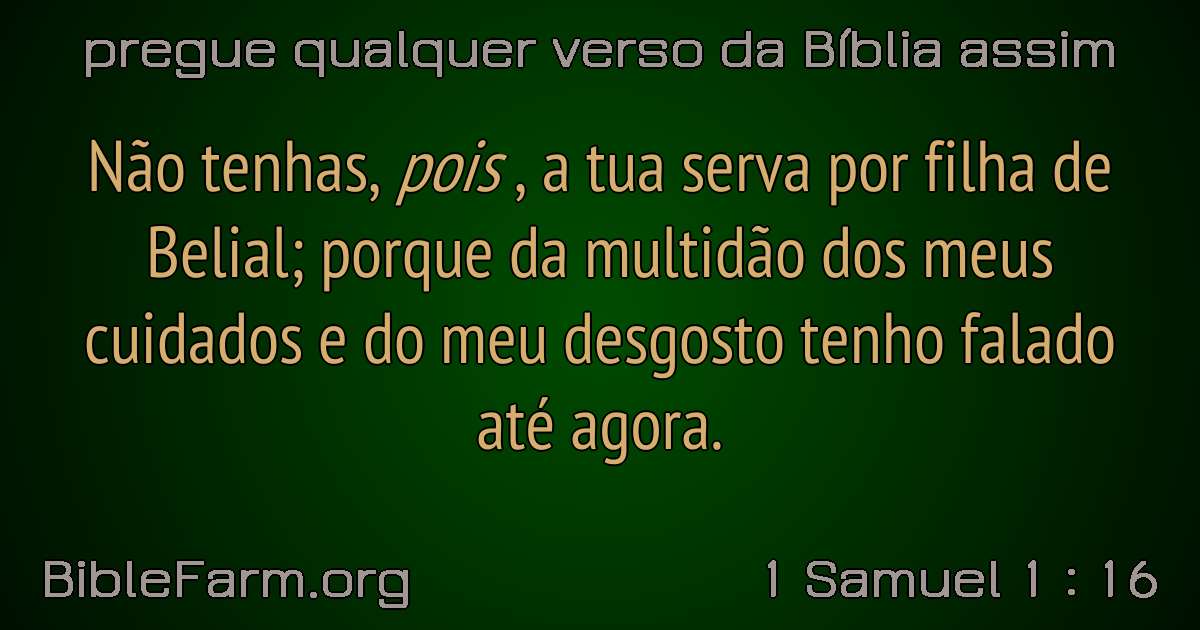 pregue qualquer verso da Bíblia assim
Não tenhas, pois , a tua serva por filha de
Belial; porque da multidão dos meus
cuidados e do meu desgosto tenho falado
até agora.
BibleFarm.org
1 Samuel 1 : 16